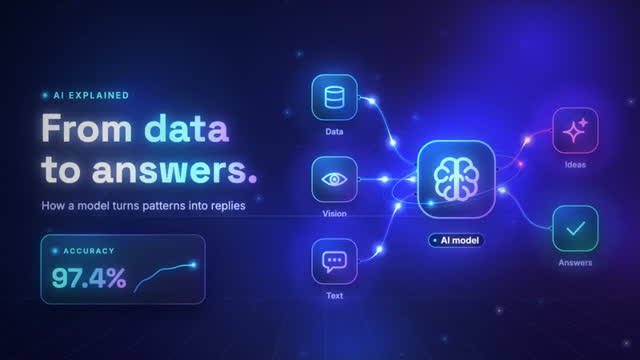 AI EXPLAINED
From data
to answers.
How a model turns patterns into replies
ACCURACY
97.4%
Data
Vision
Text
AI model
Ideas
Answers